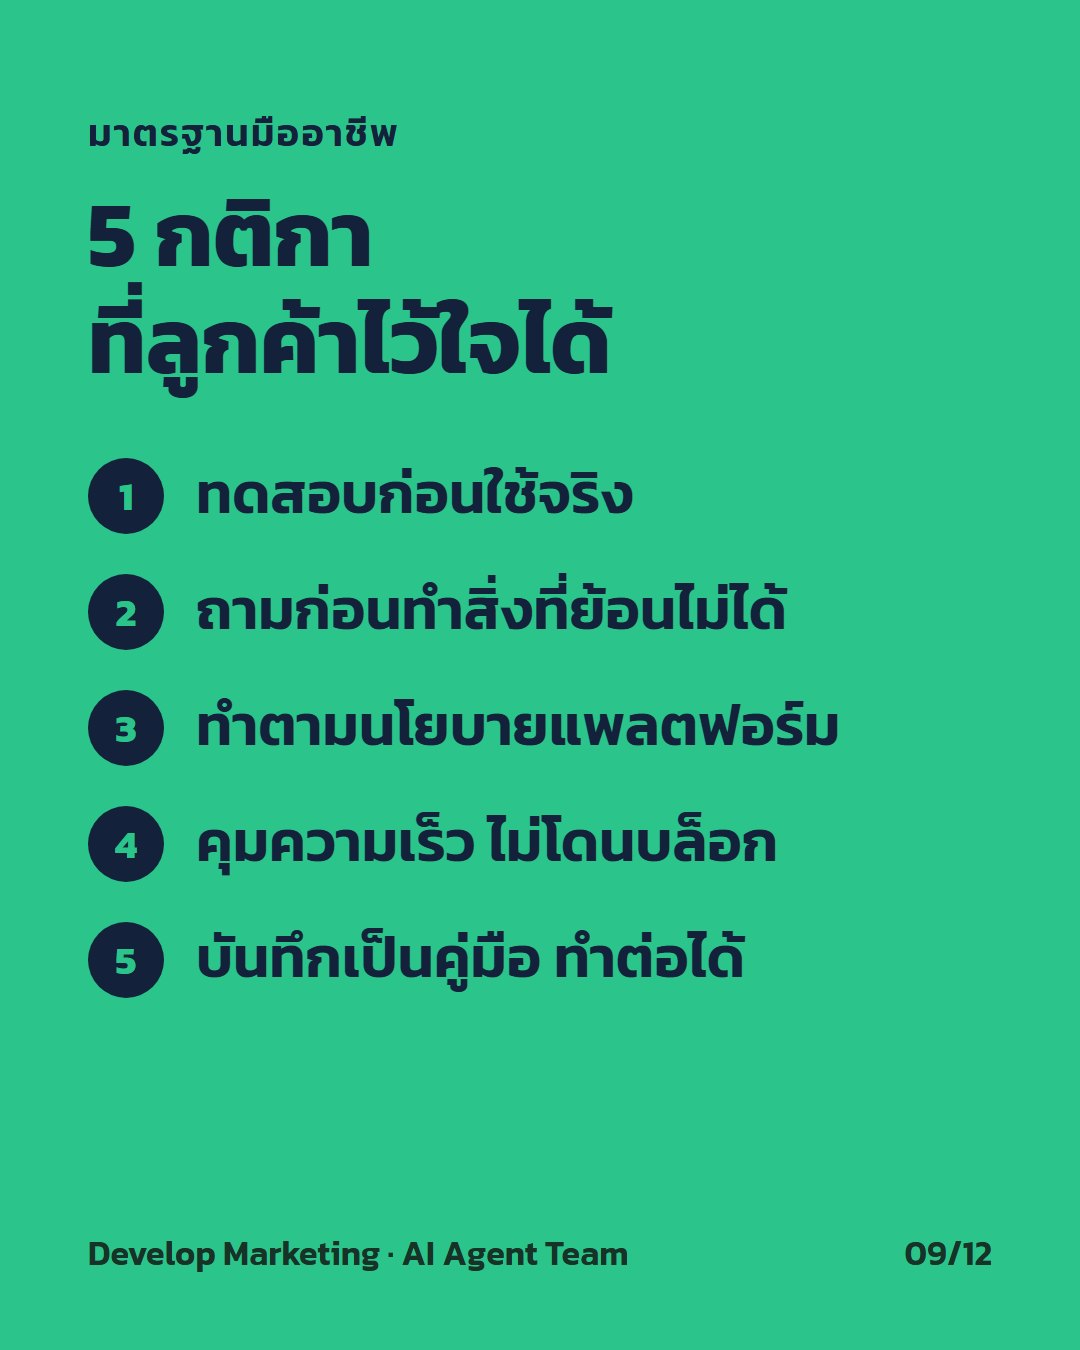 มาตรฐานมืออาชีพ
5 กติกา
ที่ลูกค้าไว้ใจได้
1 ทดสอบก่อนใช้จริง
2 ถามก่อนทำสิ่งที่ย้อนไม่ได้
3 ทำตามนโยบายแพลตฟอร์ม
4 คุมความเร็ว ไม่โดนบล็อก
5 บันทึกเป็นคู่มือ ทำต่อได้
Develop Marketing · AI Agent Team 09/12